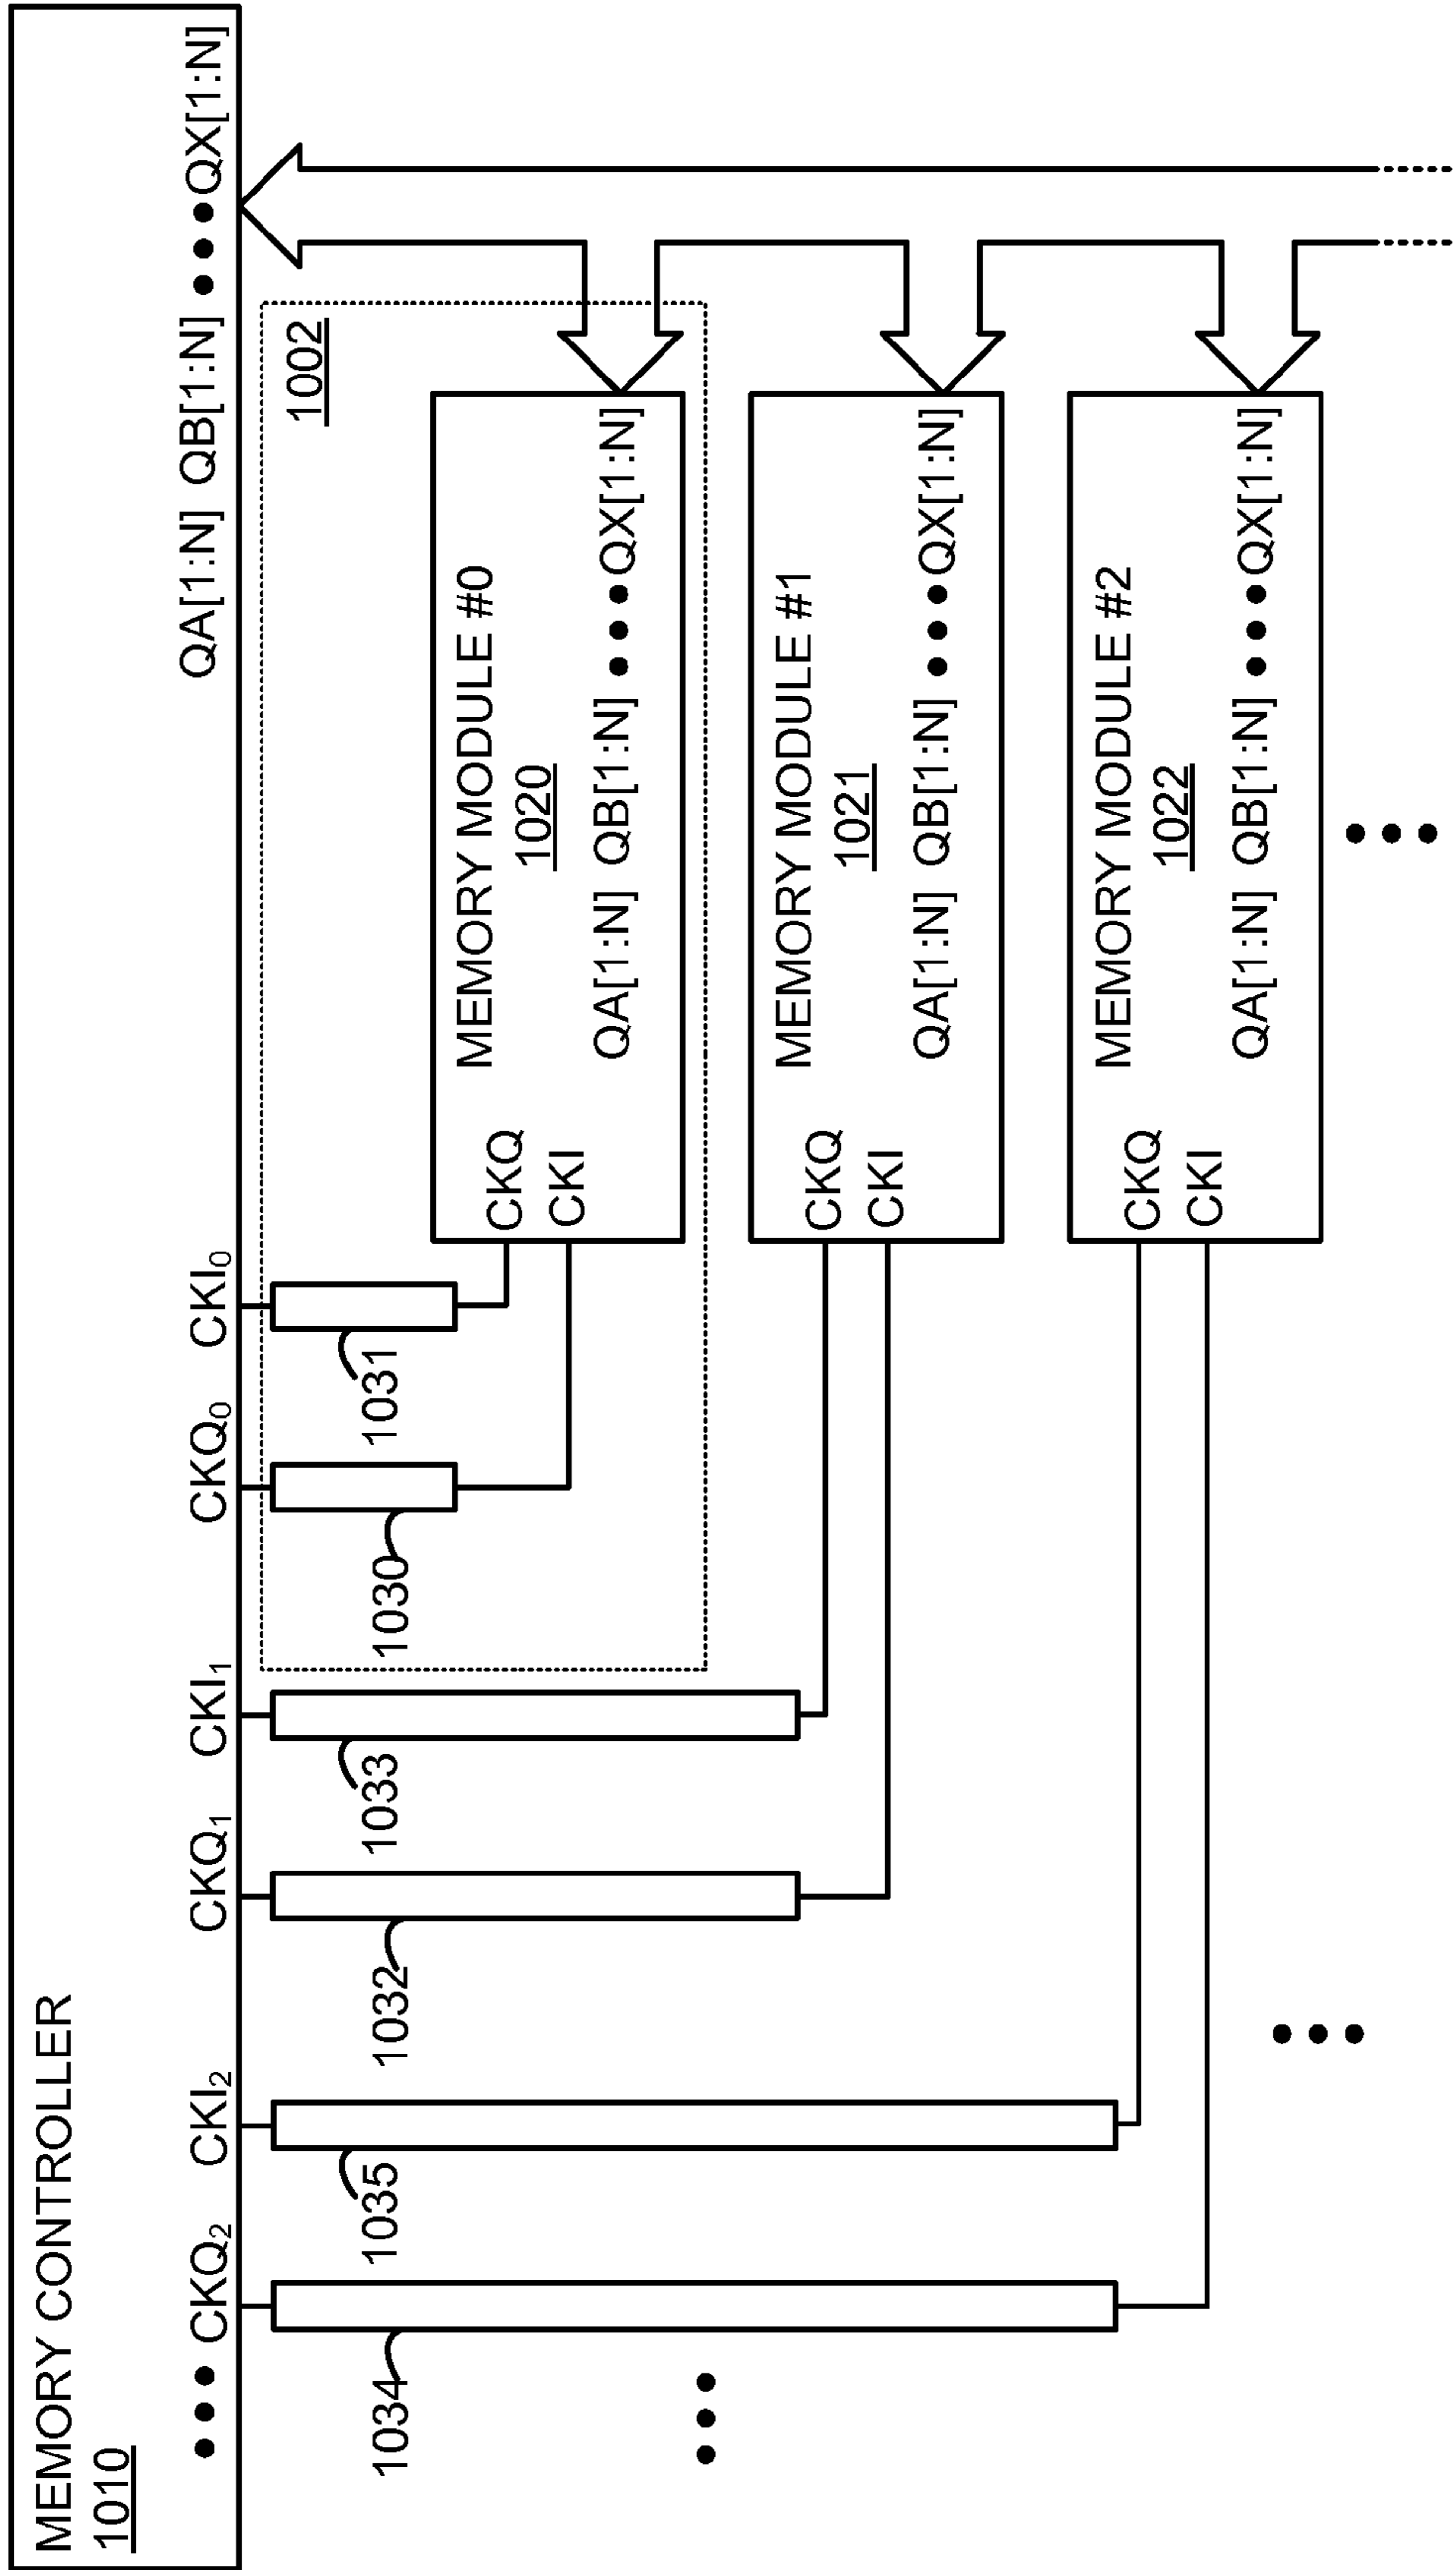 MEMORY CONTROLLER
1010
CKQ2 CKI2 CKQ1 CKI1 CKQ0 CKI0 QA[1:N] QB[1:N] QX[1:N]
1034
1035
1032
1033
1030
1031
1002
CKQ
CKI
MEMORY MODULE #0
1020
QA[1:N] QB[1:N] QX[1:N]
CKQ
CKI
MEMORY MODULE #1
1021
QA[1:N] QB[1:N] QX[1:N]
CKQ
CKI
MEMORY MODULE #2
1022
QA[1:N] QB[1:N] QX[1:N]